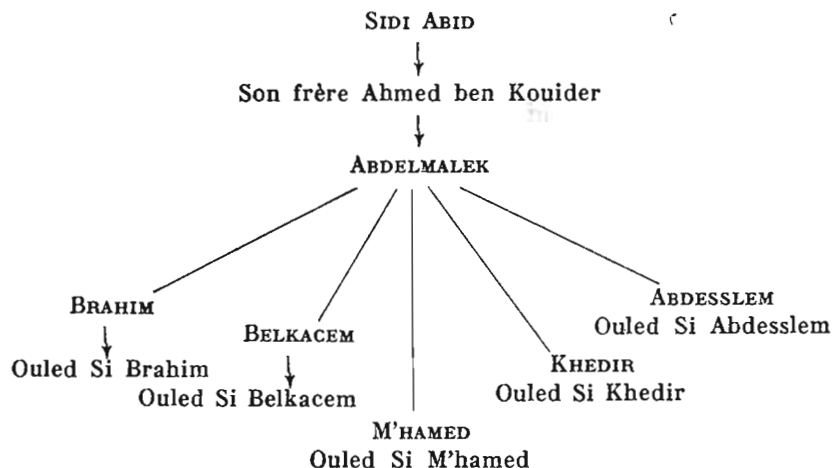 SIDI ABID
Son frère Ahmed ben Kouider
ABDELMALEK
BRAHIM
Ouled Si Brahim
BELKACEM
Ouled Si Belkacem
M'HAMED
Ouled Si M'hamed
KHEDIR
Ouled Si Khedir
ABDESSLEM
Ouled Si Abdesslem